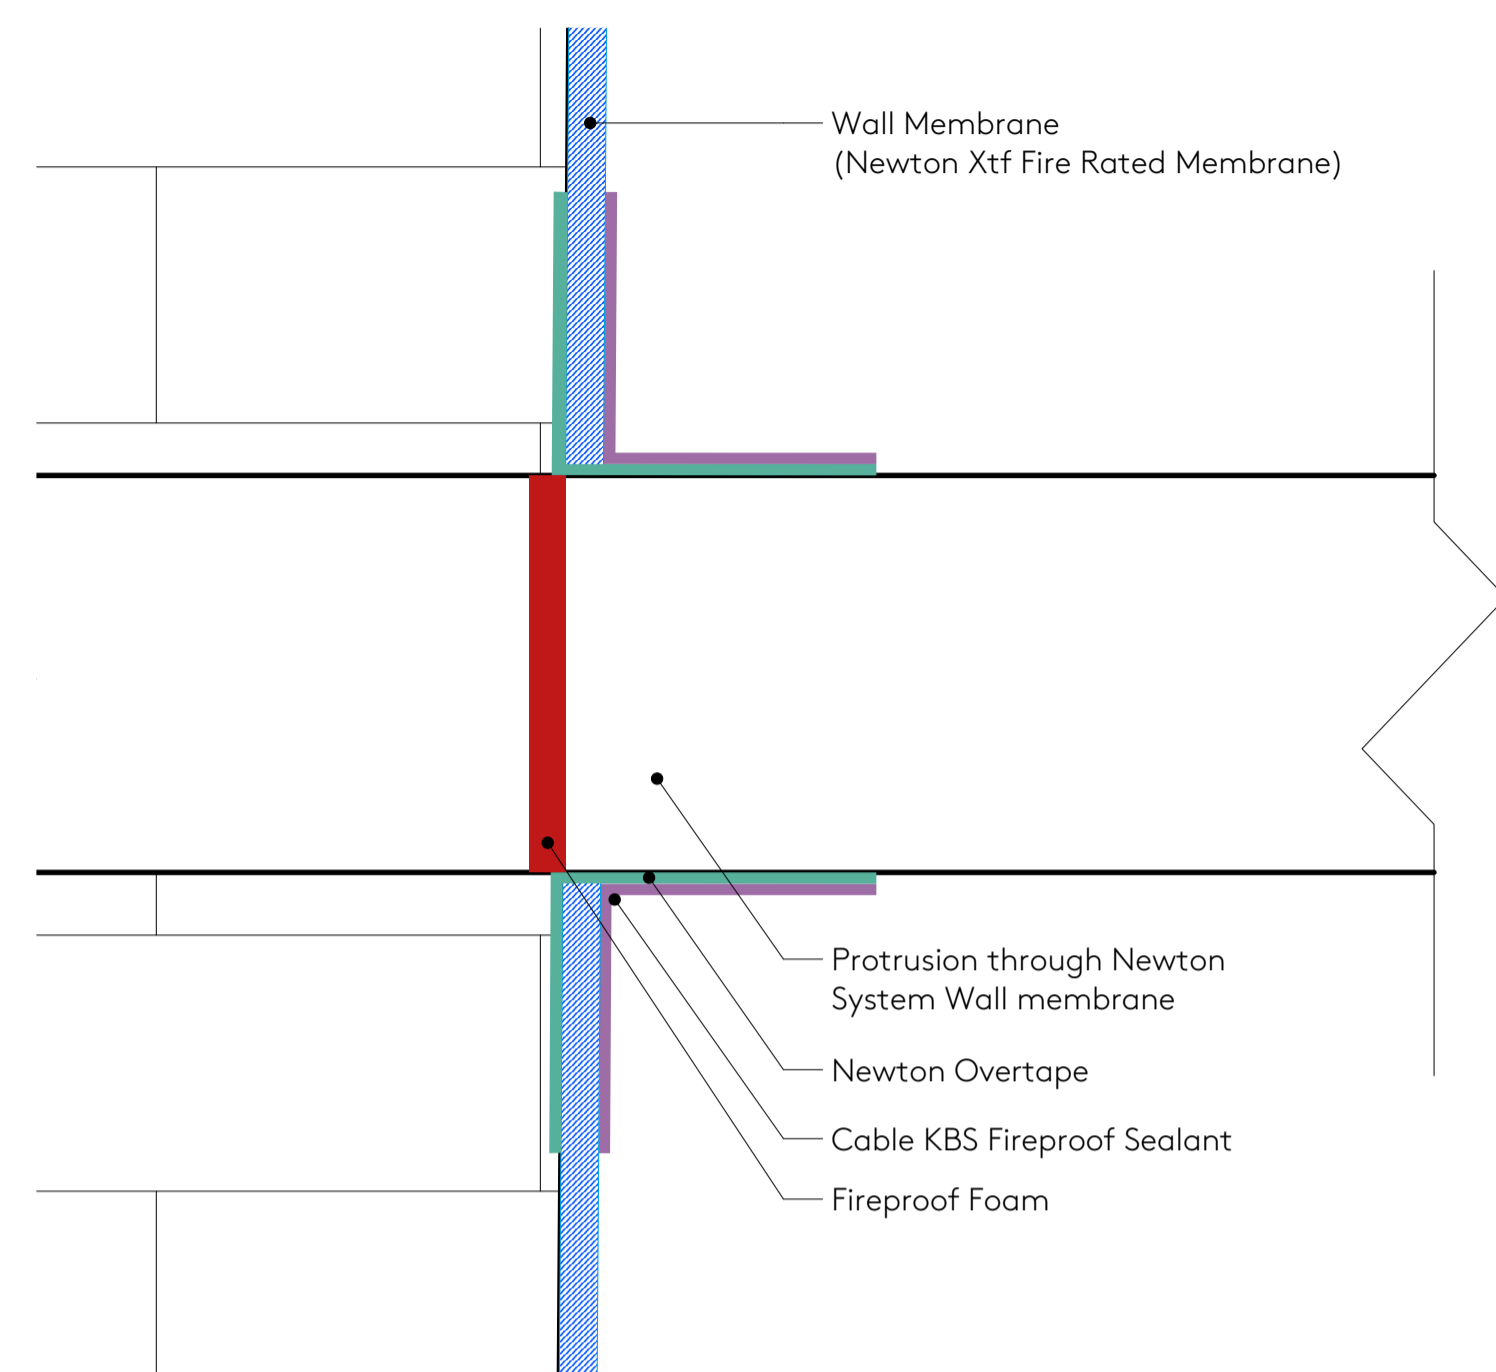 Wall Membrane
(Newton Xtf Fire Rated Membrane)
Protrusion through Newton
System Wall membrane
Newton Overtape
Cable KBS Fireproof Sealant
Fireproof Foam